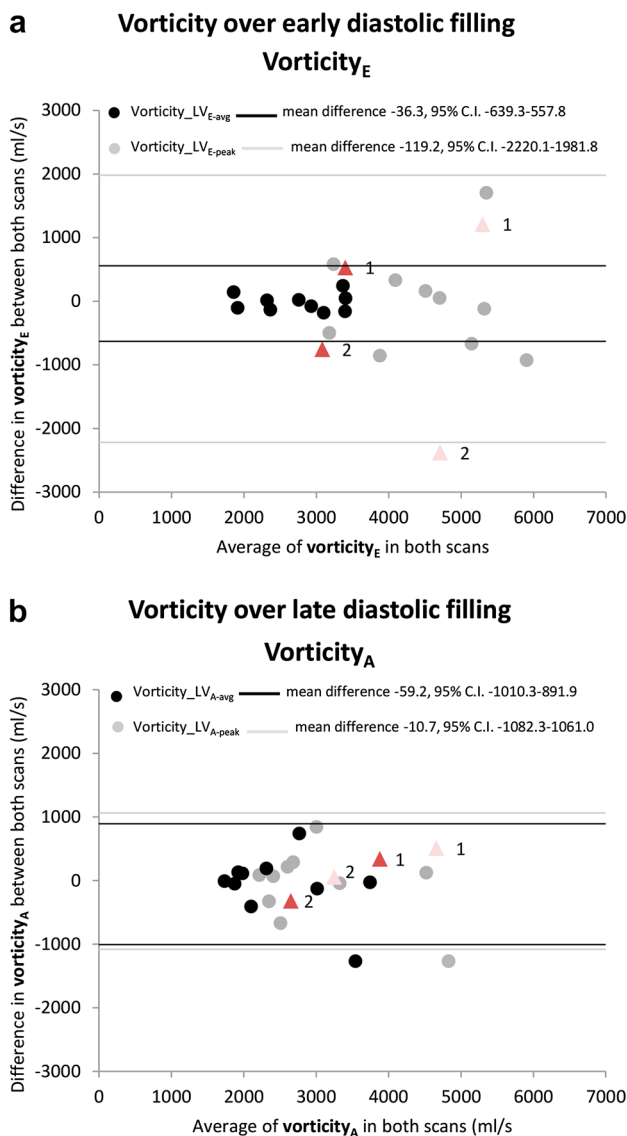 a
Vorticity over early diastolic filling
VorticityE
3000
Vorticity_LVE-avg mean difference -36.3, 95% C.I. -639.3-557.8
Vorticity_LVE-peak mean difference -119.2, 95% C.I. -2220.1-1981.8
2000
1000
0
-1000
-2000
-3000
1
1
2
2
Difference in vorticityE between both scans (ml/s)
0 1000 2000 3000 4000 5000 6000 7000
Average of vorticityE in both scans
b
Vorticity over late diastolic filling
VorticityA
3000
Vorticity_LVA-avg mean difference -59.2, 95% C.I. -1010.3-891.9
Vorticity_LVA-peak mean difference -10.7, 95% C.I. -1082.3-1061.0
2000
1000
0
-1000
-2000
-3000
1
1
2
2
Difference in vorticityA between both scans (ml/s)
0 1000 2000 3000 4000 5000 6000 7000
Average of vorticityA in both scans (ml/s